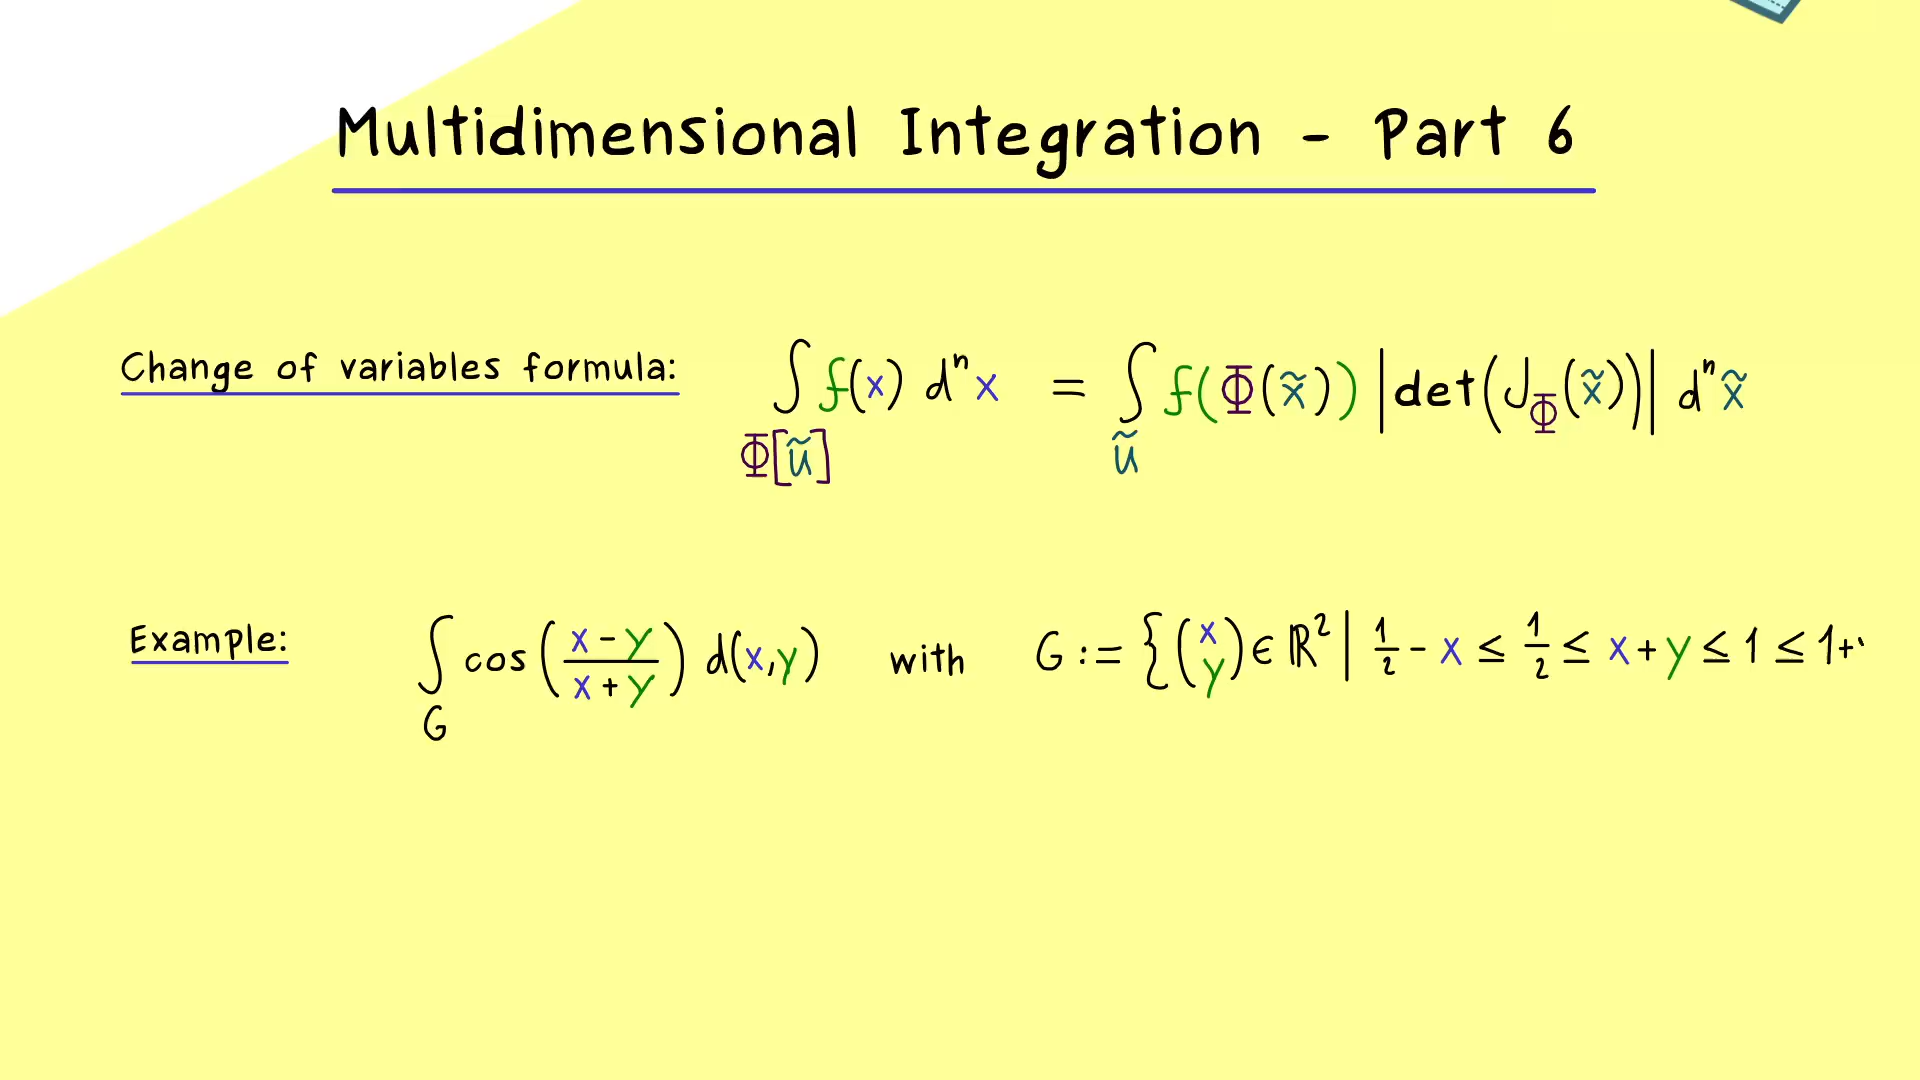 Multidimensional Integration - Part 6
Change of variables formula: ∫_{Φ[Ũ]} f(x) dⁿx = ∫_Ũ f(Φ(x̃)) |det(J_Φ(x̃))| dⁿx̃
Example: ∫_G cos((x-y)/(x+y)) d(x,y) with G := {(x y) ∈ ℝ² | 1/2 - x ≤ 1/2 ≤ x + y ≤ 1 ≤ 1+